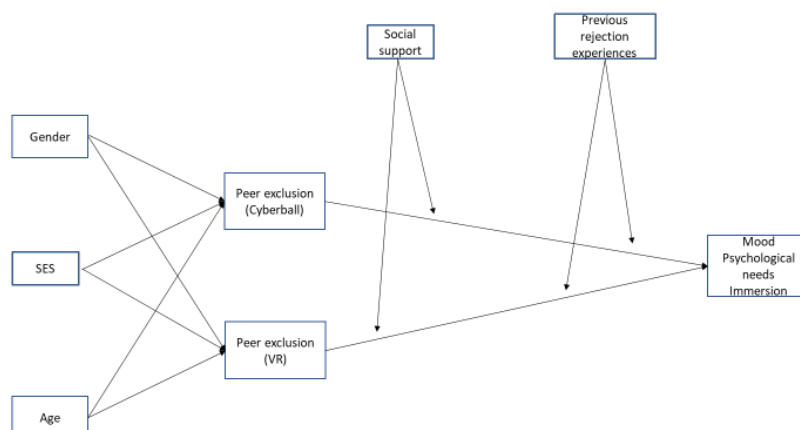 Social
support
Previous
rejection
experiences
Gender
Peer exclusion
(Cyberball)
SES
Mood
Psychological
needs
Immersion
Peer exclusion
(VR)
Age